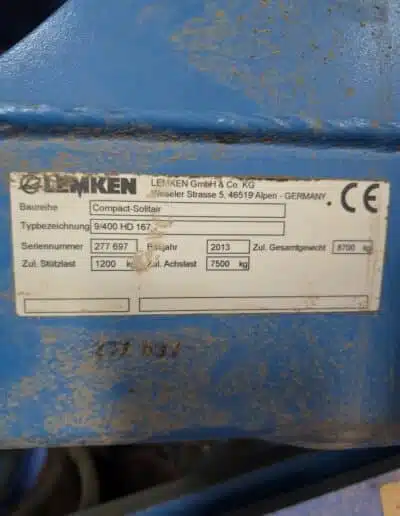 LEMKEN LEMKEN GmbH & Co. KG
Weseler Strasse 5, 46519 Alpen - GERMANY
CE
Baureihe Compact-Solitair
Typbezeichnung 9/400 HD 167
Seriennummer 277 697 Baujahr 2013 Zul. Gesamtgewicht 8700 kg
Zul. Stützlast 1200 kg Zul. Achslast 7500 kg